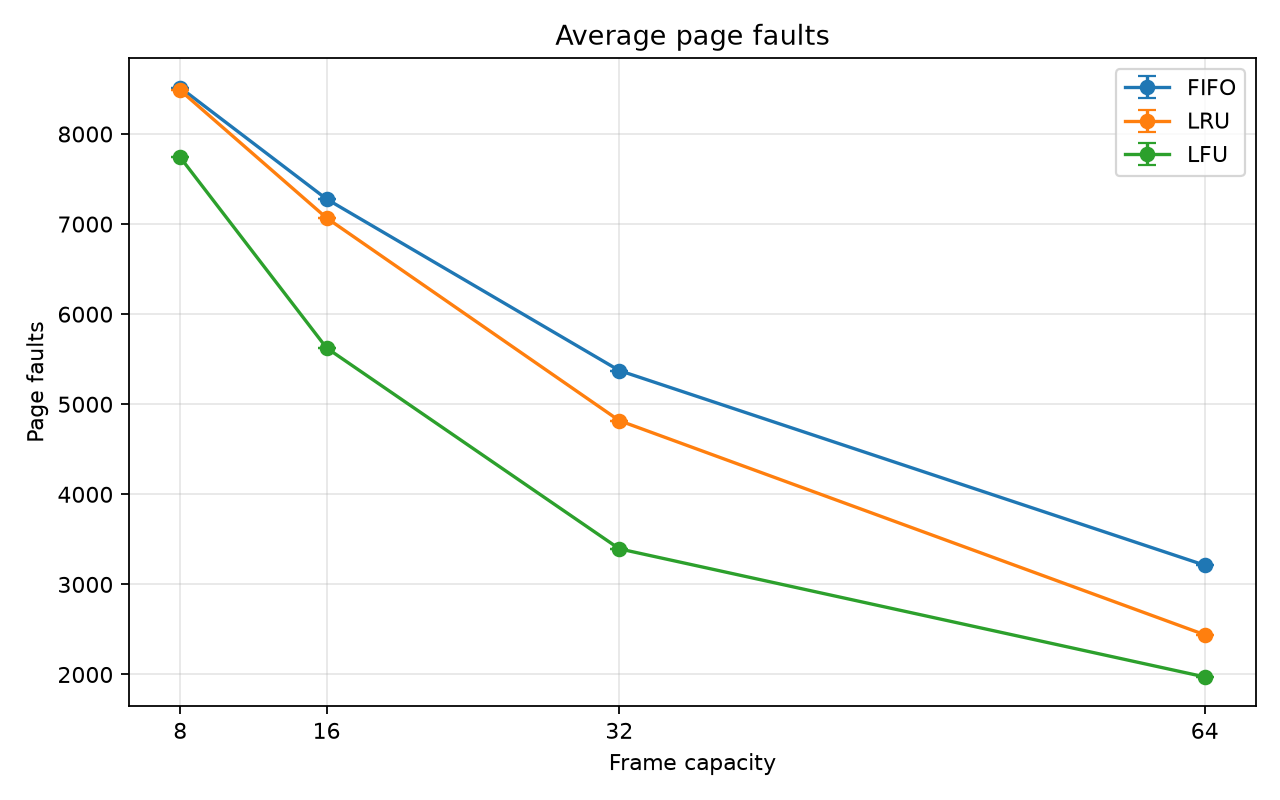 Average page faults
FIFO
LRU
LFU
8000
7000
6000
5000
4000
3000
2000
Page faults
8 16 32 64
Frame capacity